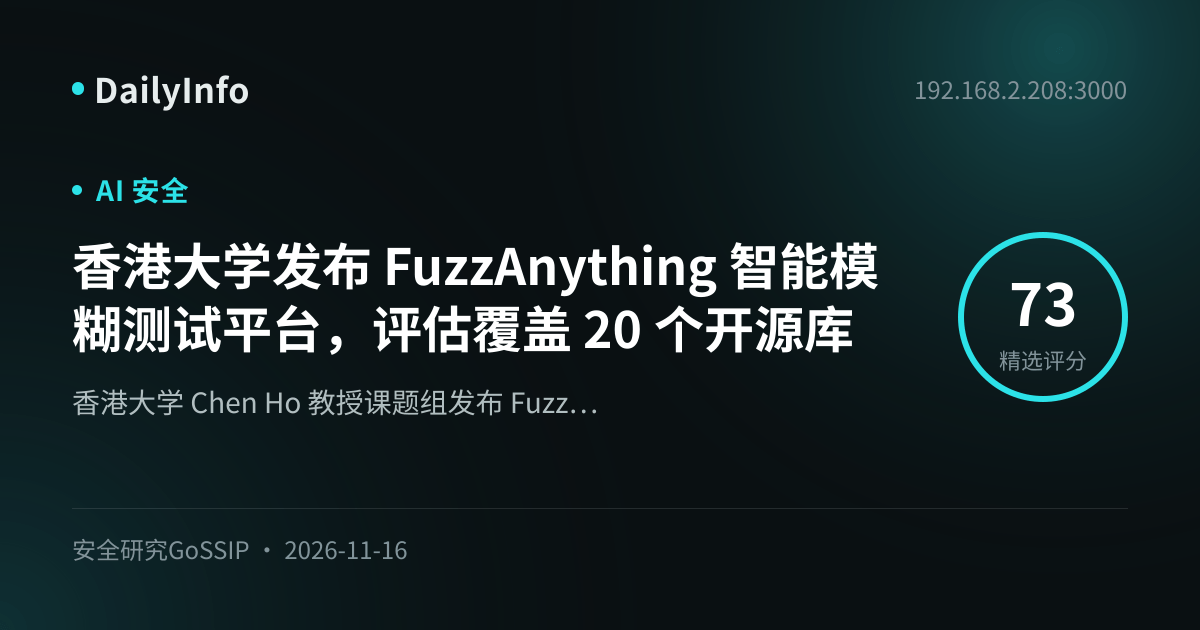 DailyInfo
192.168.2.208:3000
AI 安全
香港大学发布 FuzzAnything 智能模
糊测试平台，评估覆盖 20 个开源库
73
精选评分
香港大学 Chen Ho 教授课题组发布 Fuzz…
安全研究GoSSIP · 2026-11-16